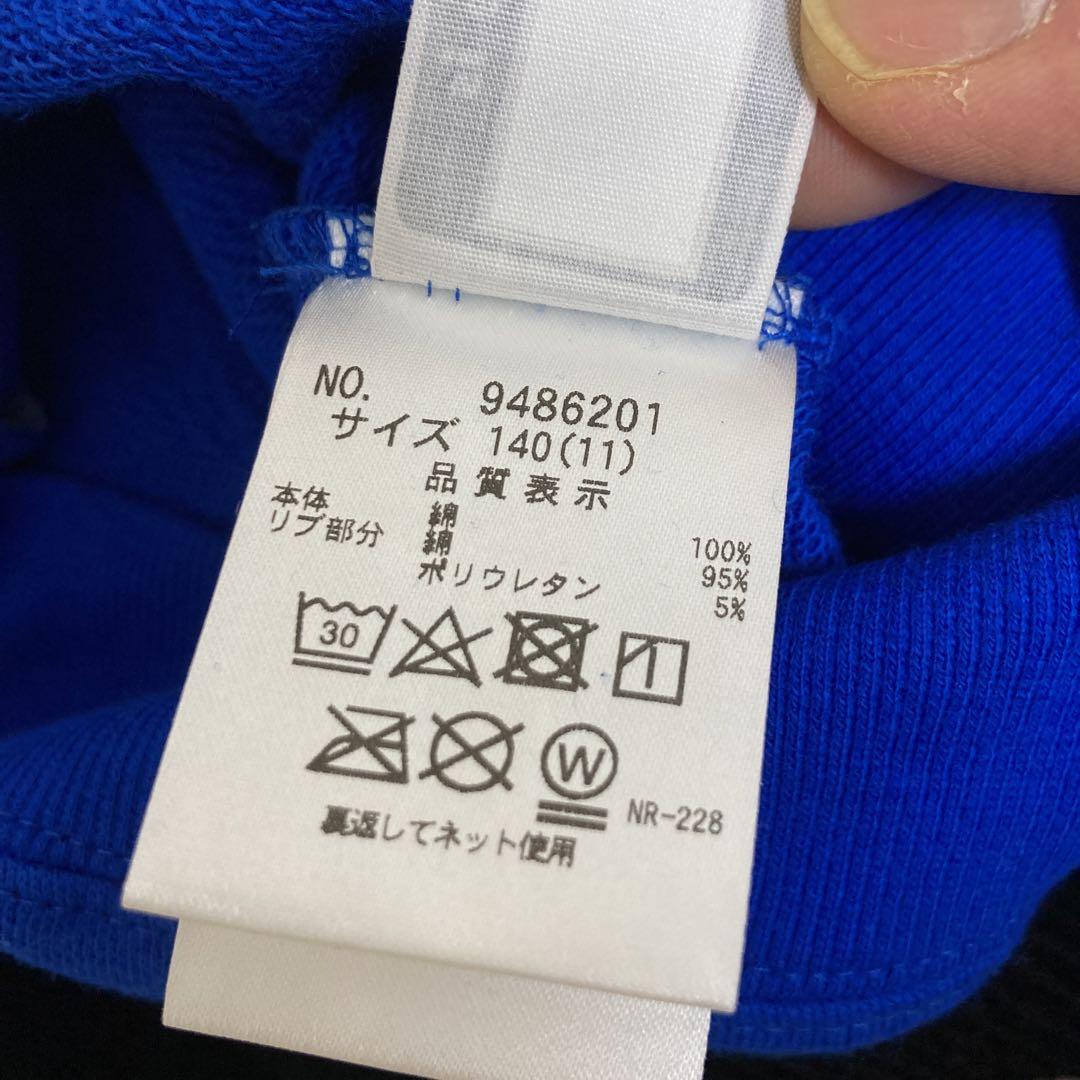 NO. 9486201
サイズ 140(11)
品質表示
本体 綿 100%
リブ部分 綿 95%
ポリウレタン 5%
30
W
NR-228
裏返してネット使用